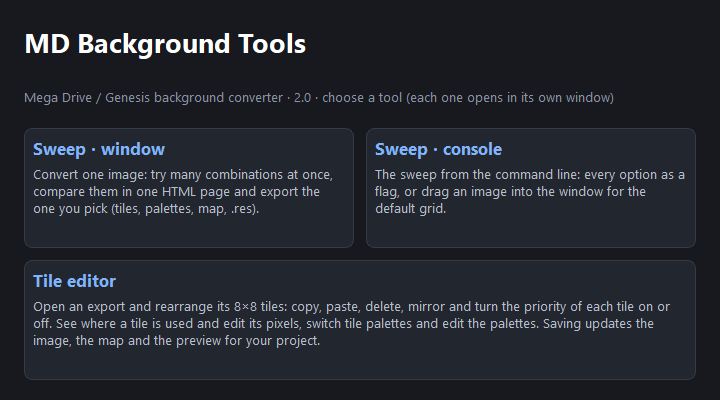 MD Background Tools
Mega Drive / Genesis background converter · 2.0 · choose a tool (each one opens in its own window)
Sweep · window
Convert one image: try many combinations at once,
compare them in one HTML page and export the
one you pick (tiles, palettes, map, .res).
Sweep · console
The sweep from the command line: every option as a
flag, or drag an image into the window for the
default grid.
Tile editor
Open an export and rearrange its 8×8 tiles: copy, paste, delete, mirror and turn the priority of each tile on or
off. See where a tile is used and edit its pixels, switch tile palettes and edit the palettes. Saving updates the
image, the map and the preview for your project.